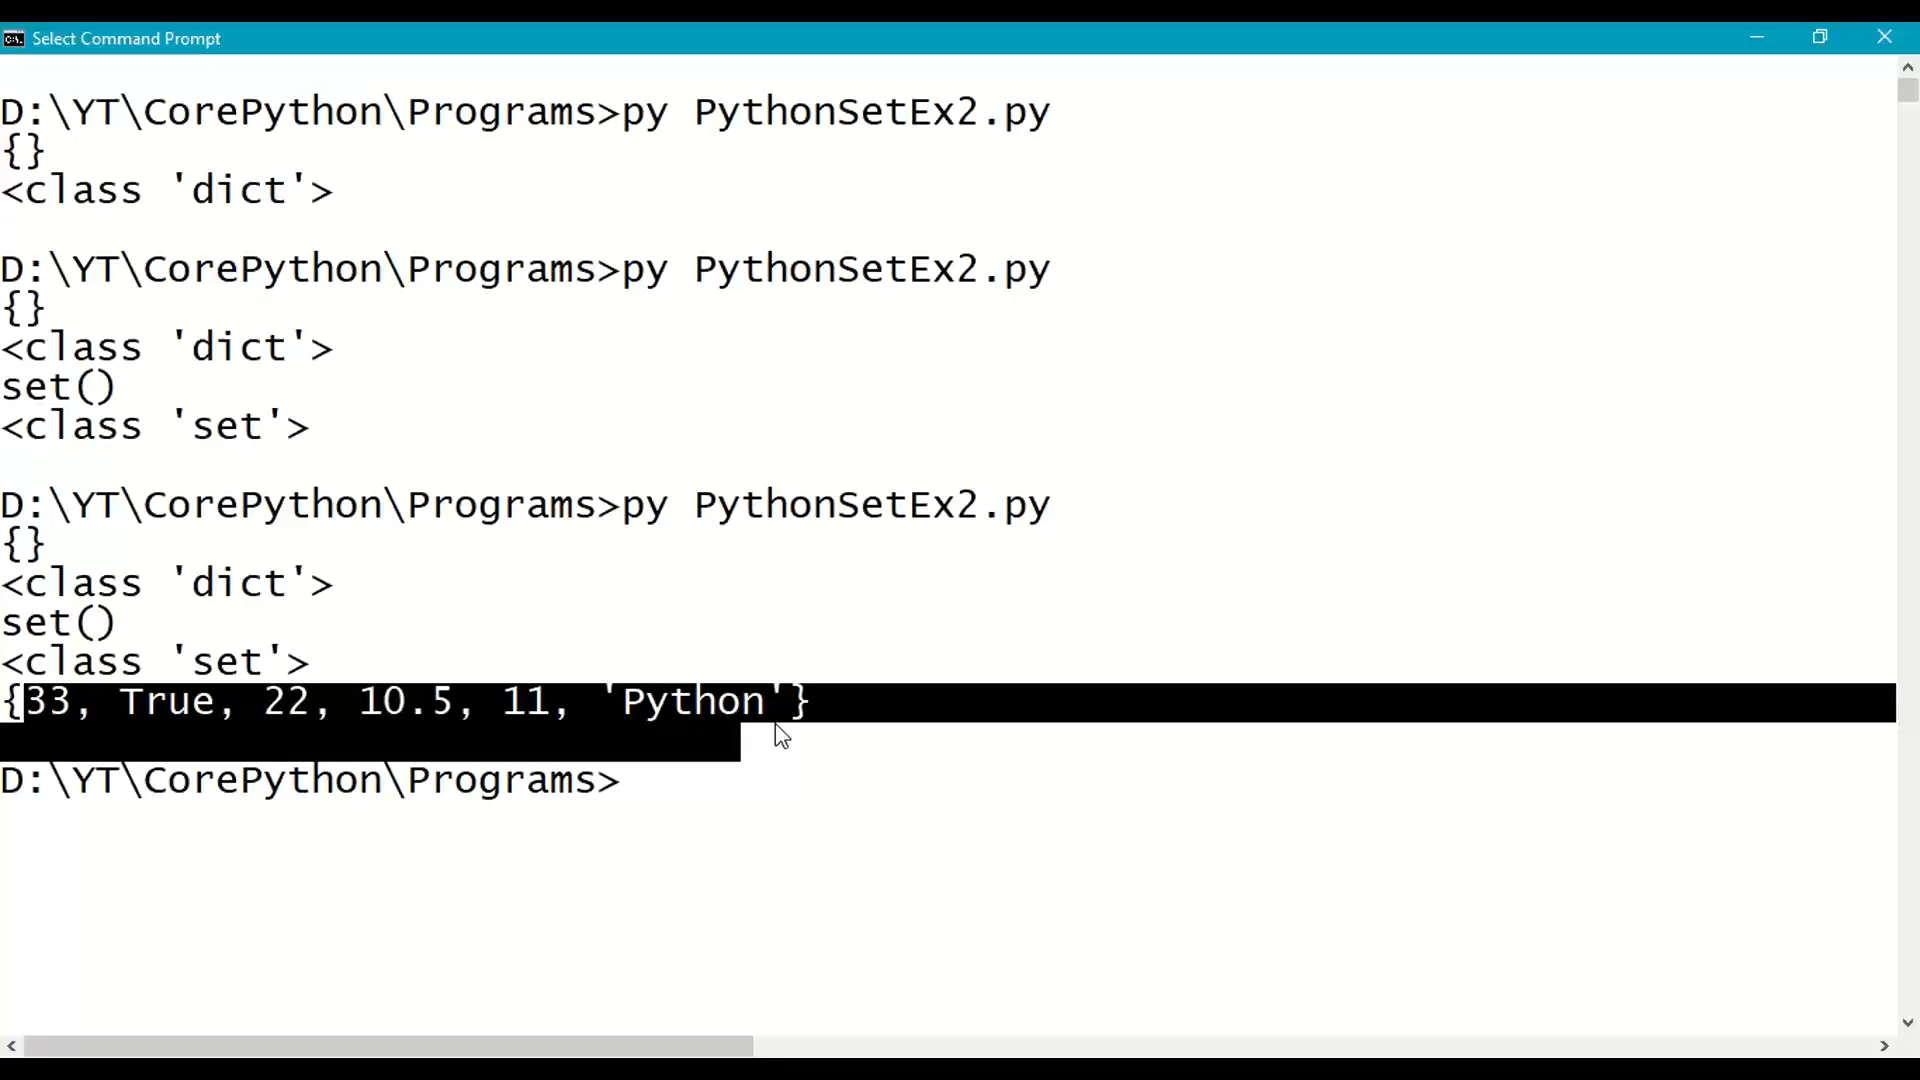 Select Command Prompt
D:\YT\CorePython\Programs>py PythonSetEx2.py
{}
<class 'dict'>
D:\YT\CorePython\Programs>py PythonSetEx2.py
{}
<class 'dict'>
set()
<class 'set'>
D:\YT\CorePython\Programs>py PythonSetEx2.py
{}
<class 'dict'>
set()
<class 'set'>
{33, True, 22, 10.5, 11, 'Python'}
D:\YT\CorePython\Programs>